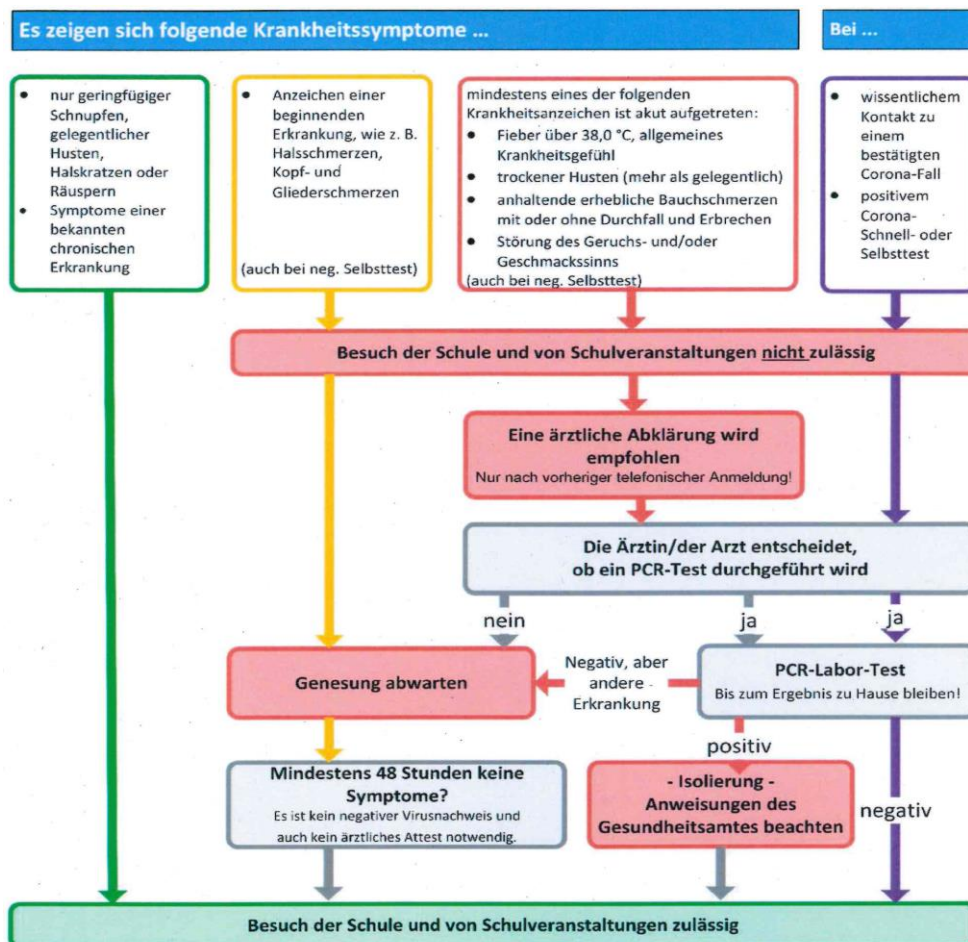 Es zeigen sich folgende Krankheitssymptome ...
Bei ...
nur geringfügiger
Schnupfen,
gelegentlicher
Husten,
Halskratzen oder
Räuspern
Symptome einer
bekannten
chronischen
Erkrankung
Anzeichen einer
beginnenden
Erkrankung, wie z. B.
Halsschmerzen,
Kopf- und
Gliederschmerzen
(auch bei neg. Selbsttest)
mindestens eines der folgenden
Krankheitsanzeichen ist akut aufgetreten:
Fieber über 38,0 °C, allgemeines
Krankheitsgefühl
trockener Husten (mehr als gelegentlich)
anhaltende erhebliche Bauchschmerzen
mit oder ohne Durchfall und Erbrechen
Störung des Geruchs- und/oder
Geschmackssinns
(auch bei neg. Selbsttest)
wissentlichem
Kontakt zu
einem
bestätigten
Corona-Fall
positivem
Corona-
Schnell- oder
Selbsttest
Besuch der Schule und von Schulveranstaltungen nicht zulässig
Eine ärztliche Abklärung wird
empfohlen
Nur nach vorheriger telefonischer Anmeldung!
Die Ärztin/der Arzt entscheidet,
ob ein PCR-Test durchgeführt wird
nein
ja
ja
Genesung abwarten
Negativ, aber
andere
Erkrankung
PCR-Labor-Test
Bis zum Ergebnis zu Hause bleiben!
positiv
Mindestens 48 Stunden keine
Symptome?
Es ist kein negativer Virusnachweis und
auch kein ärztliches Attest notwendig.
- Isolierung -
Anweisungen des
Gesundheitsamtes beachten
negativ
Besuch der Schule und von Schulveranstaltungen zulässig